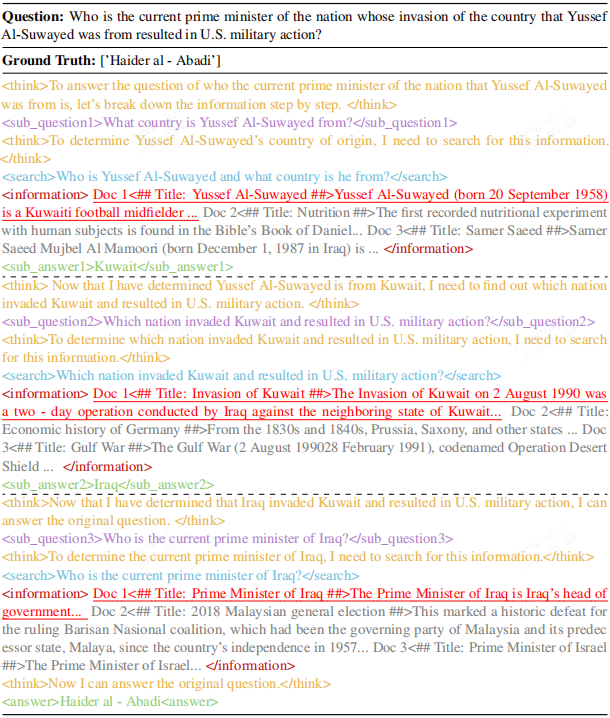 Question: Who is the current prime minister of the nation whose invasion of the country that Yussef
Al-Suwayed was from resulted in U.S. military action?
Ground Truth: ['Haider al - Abadi']
<think>To answer the question of who the current prime minister of the nation that Yussef Al-Suwayed
was from is, let's break down the information step by step. </think>
<sub_question1>What country is Yussef Al-Suwayed from?</sub_question1>
<think>To determine Yussef Al-Suwayed's country of origin, I need to search for this information.
</think>
<search>Who is Yussef Al-Suwayed and what country is he from?</search>
<information> Doc 1<## Title: Yussef Al-Suwayed ##>Yussef Al-Suwayed (born 20 September 1958)
is a Kuwaiti football midfielder ... Doc 2<## Title: Nutrition ##>The first recorded nutritional experiment
with human subjects is found in the Bible's Book of Daniel... Doc 3<## Title: Samer Saeed ##>Samer
Saeed Mujbel Al Mamoori (born December 1, 1987 in Iraq) is ... </information>
<sub_answer1>Kuwait</sub_answer1>
<think> Now that I have determined Yussef Al-Suwayed is from Kuwait, I need to find out which nation
invaded Kuwait and resulted in U.S. military action. </think>
<sub_question2>Which nation invaded Kuwait and resulted in U.S. military action?</sub_question2>
<think>To determine which nation invaded Kuwait and resulted in U.S. military action, I need to search
for this information.</think>
<search>Which nation invaded Kuwait and resulted in U.S. military action?</search>
<information> Doc 1<## Title: Invasion of Kuwait ##>The Invasion of Kuwait on 2 August 1990 was
a two - day operation conducted by Iraq against the neighboring state of Kuwait... Doc 2<## Title:
Economic history of Germany ##>From the 1830s and 1840s, Prussia, Saxony, and other states ... Doc
3<## Title: Gulf War ##>The Gulf War (2 August 199028 February 1991), codenamed Operation Desert
Shield ... </information>
<sub_answer2>Iraq</sub_answer2>
<think>Now that I have determined that Iraq invaded Kuwait and resulted in U.S. military action, I can
answer the original question. </think>
<sub_question3>Who is the current prime minister of Iraq?</sub_question3>
<think>To determine the current prime minister of Iraq, I need to search for this information.</think>
<search>Who is the current prime minister of Iraq?</search>
<information> Doc 1<## Title: Prime Minister of Iraq ##>The Prime Minister of Iraq is Iraq's head of
government... Doc 2<## Title: 2018 Malaysian general election ##>This marked a historic defeat for
the ruling Barisan Nasional coalition, which had been the governing party of Malaysia and its predec
essor state, Malaya, since the country's independence in 1957... Doc 3<## Title: Prime Minister of Israel
##>The Prime Minister of Israel... </information>
<think>Now I can answer the original question.</think>
<answer>Haider al - Abadi<answer>